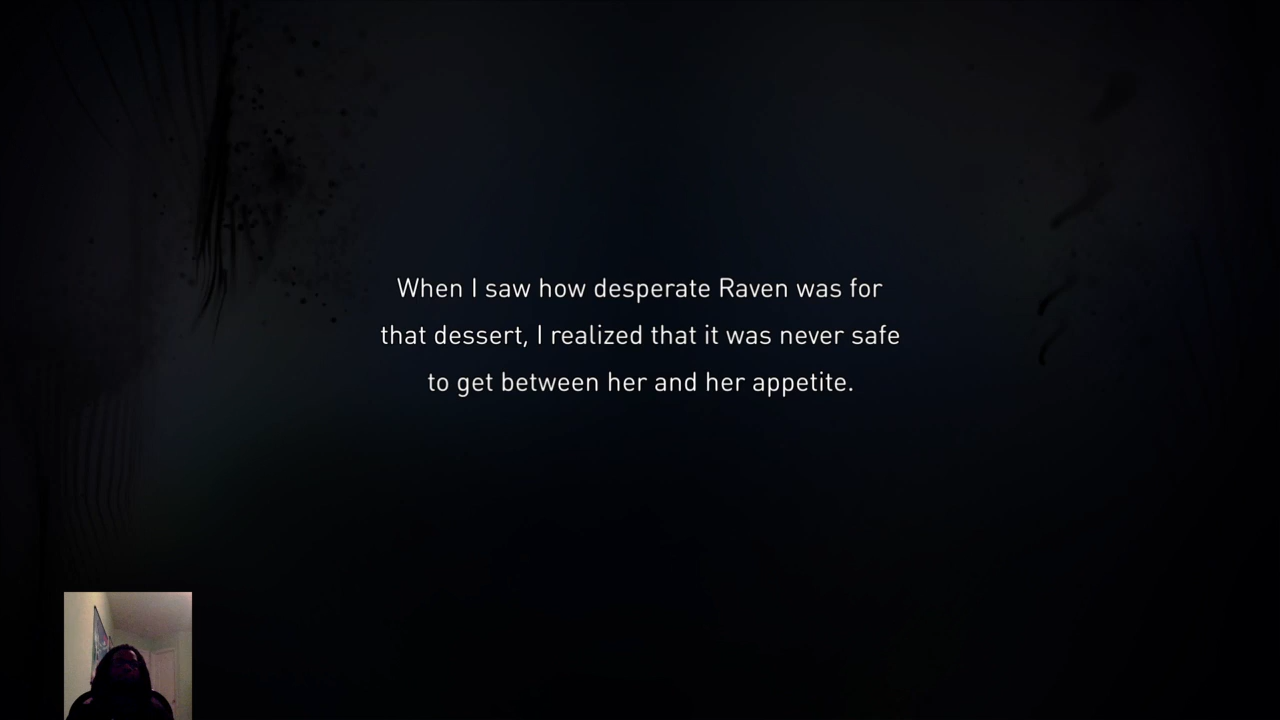 When I saw how desperate Raven was for
that dessert, I realized that it was never safe
to get between her and her appetite.